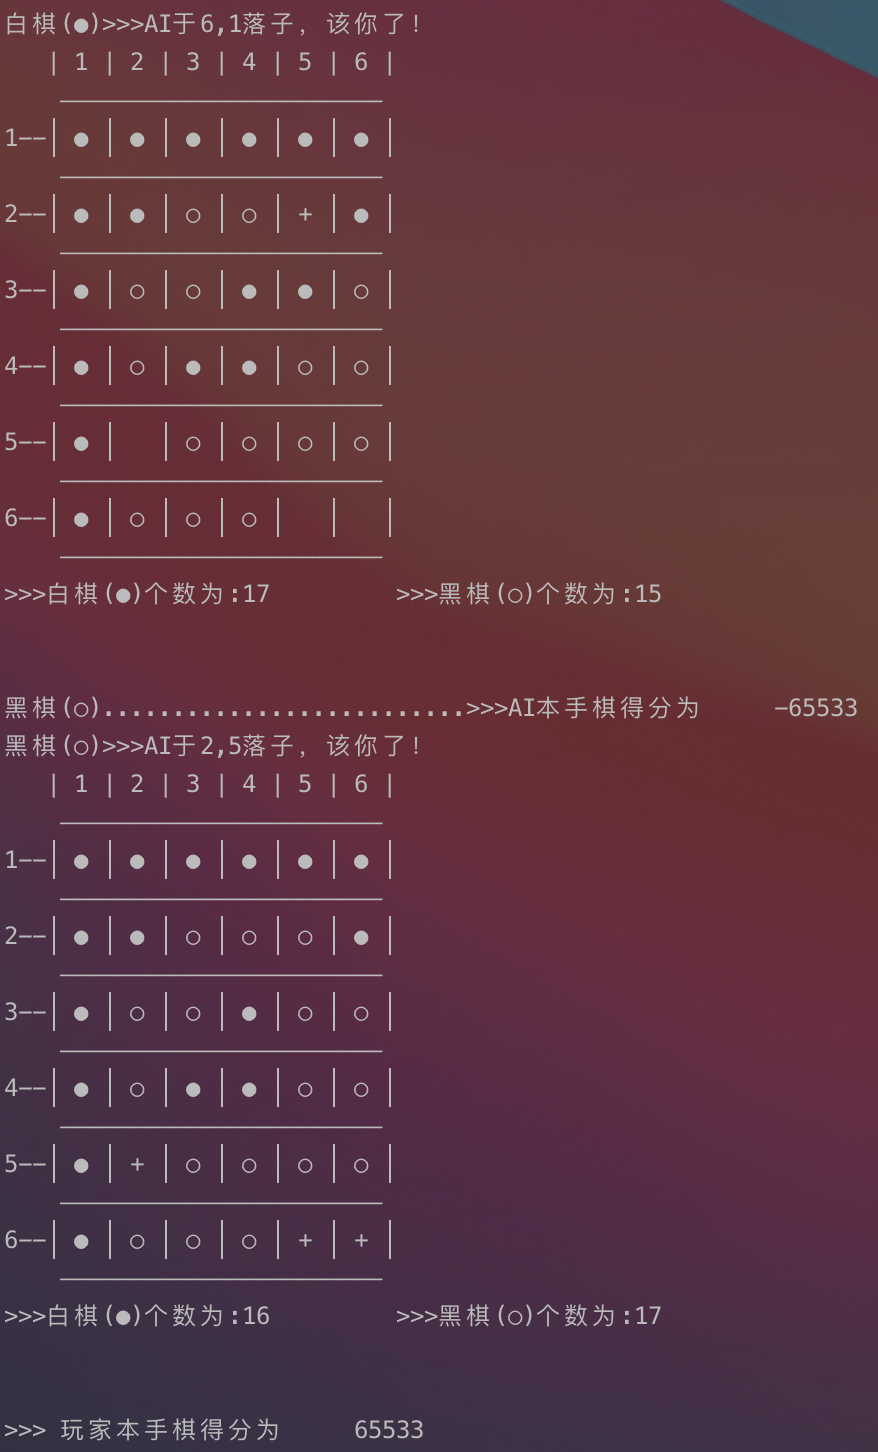 白棋(●)>>>AI于6,1落子, 该你了!
| 1 | 2 | 3 | 4 | 5 | 6 |
1——| ● | ● | ● | ● | ● | ● |
2——| ● | ● | ○ | ○ | + | ● |
3——| ● | ○ | ○ | ● | ● | ○ |
4——| ● | ○ | ● | ● | ○ | ○ |
5——| ● |   | ○ | ○ | ○ | ○ |
6——| ● | ○ | ○ | ○ |   |   |
>>>白棋(●)个数为:17 >>>黑棋(○)个数为:15
黑棋(○)..........................>>>AI本手棋得分为 -65533
黑棋(○)>>>AI于2,5落子, 该你了!
| 1 | 2 | 3 | 4 | 5 | 6 |
1——| ● | ● | ● | ● | ● | ● |
2——| ● | ● | ○ | ○ | ○ | ● |
3——| ● | ○ | ○ | ● | ○ | ○ |
4——| ● | ○ | ● | ● | ○ | ○ |
5——| ● | + | ○ | ○ | ○ | ○ |
6——| ● | ○ | ○ | ○ | + | + |
>>>白棋(●)个数为:16 >>>黑棋(○)个数为:17
>>> 玩家本手棋得分为 65533